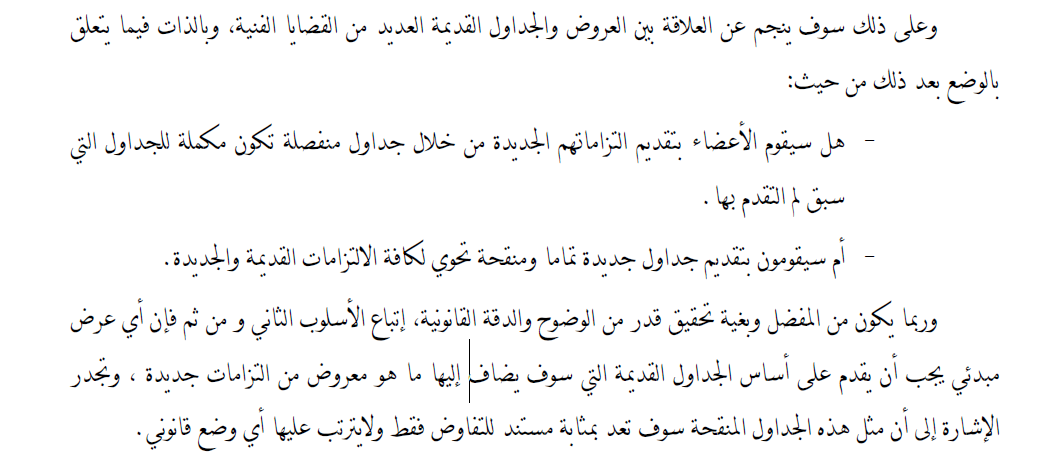 وعلى ذلك سوف ينجم عن العلاقة بين العروض والجداول القديمة العديد من القضايا الفنية، وبالذات فيما يتعلق
بالوضع بعد ذلك من حيث:
- هل سيقوم الأعضاء بتقديم التزاماتهم الجديدة من خلال جداول منفصلة تكون مكملة للجداول التي
سبق لم التقدم بها .
- أم سيقومون بتقديم جداول جديدة تماما ومنقحة تحوي لكافة الالتزامات القديمة والجديدة.
وربما يكون من المفضل وبغية تحقيق قدر من الوضوح والدقة القانونية، إتباع الأسلوب الثاني و من ثم فإن أي عرض
مبدئي يجب أن يقدم على أساس الجداول القديمة التي سوف يضاف إليها ما هو معروض من التزامات جديدة ، وتجدر
الإشارة إلى أن مثل هذه الجداول المنقحة سوف تعد بمثابة مستند للتفاوض فقط ولايترتب عليها أي وضع قانوني.